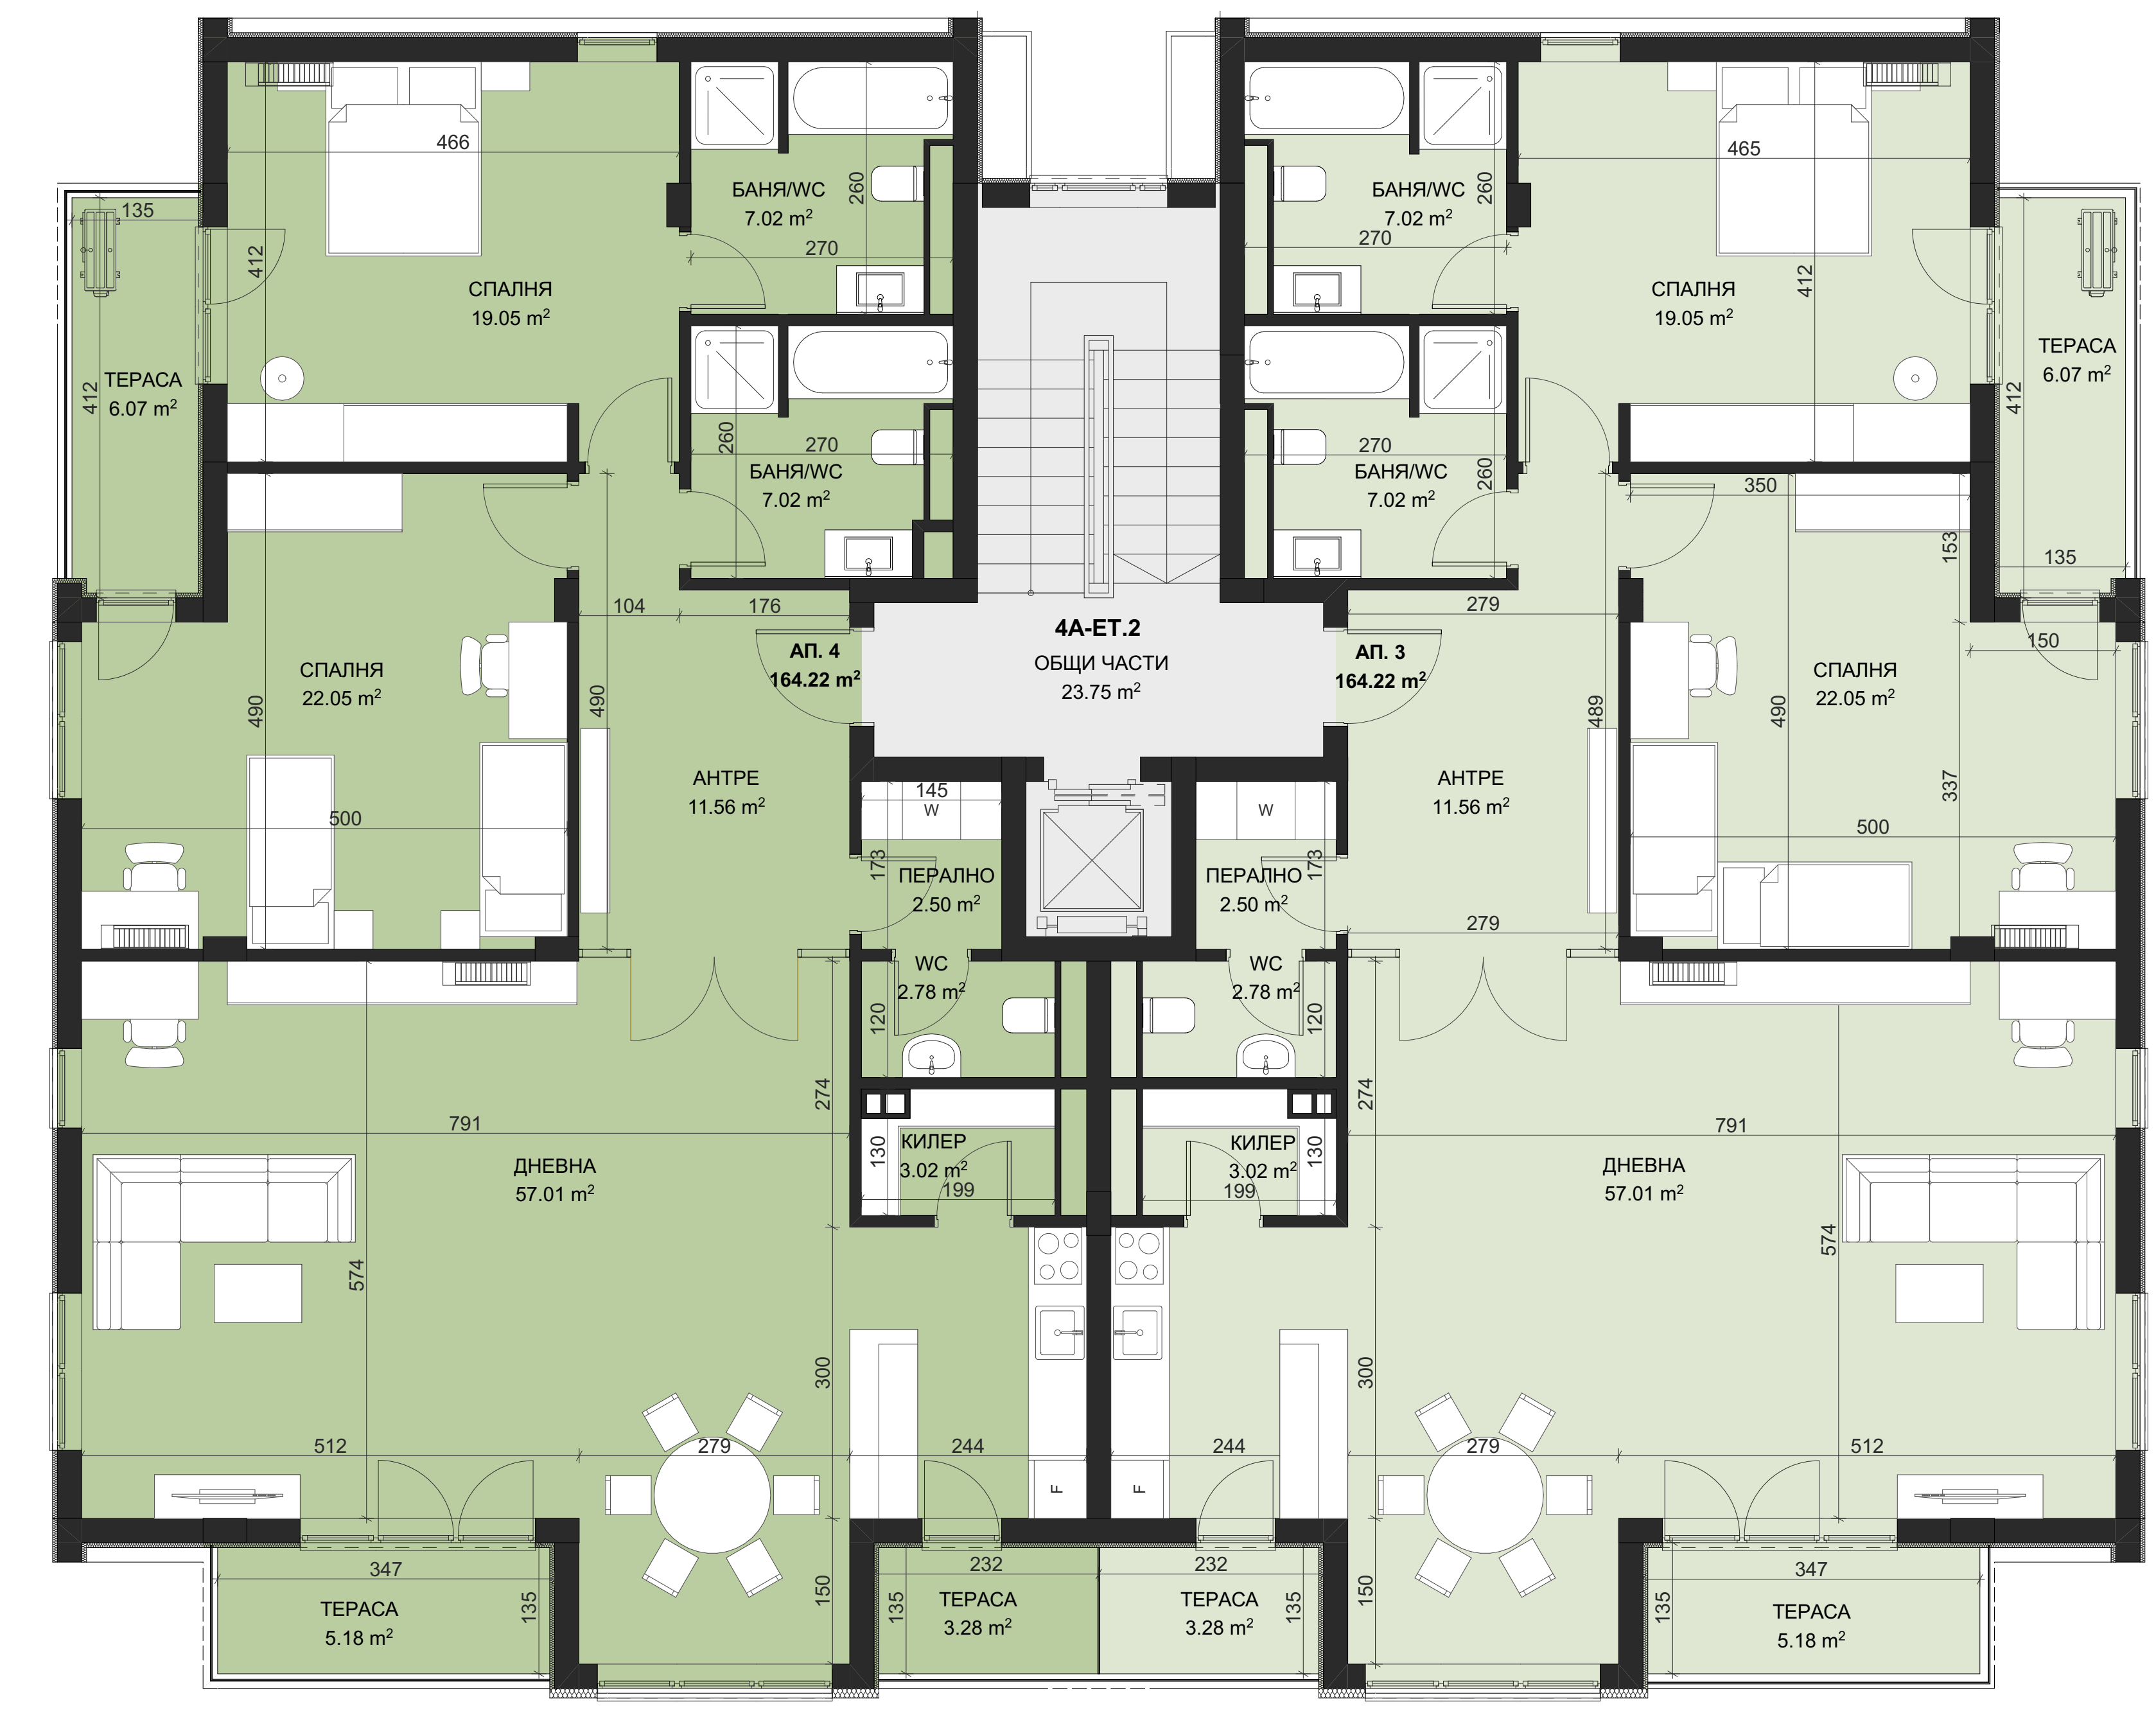 466
БАНЯ/WC
7.02 m²
260
270
135
412
СПАЛНЯ
19.05 m²
ТЕРАСА
6.07 m²
412
260
270
БАНЯ/WC
7.02 m²
465
БАНЯ/WC
7.02 m²
260
270
412
СПАЛНЯ
19.05 m²
ТЕРАСА
6.07 m²
412
270
БАНЯ/WC
7.02 m²
260
350
153
135
104
176
279
150
4А-ЕТ.2
ОБЩИ ЧАСТИ
23.75 m²
АП. 4
164.22 m²
АП. 3
164.22 m²
СПАЛНЯ
22.05 m²
490
490
500
АНТРЕ
11.56 m²
145
W
173
ПЕРАЛНО
2.50 m²
W
173
ПЕРАЛНО
2.50 m²
АНТРЕ
11.56 m²
489
279
СПАЛНЯ
22.05 m²
490
337
500
WC
2.78 m²
120
WC
2.78 m²
120
274
274
791
791
КИЛЕР
3.02 m²
130
199
КИЛЕР
3.02 m²
130
199
ДНЕВНА
57.01 m²
574
ДНЕВНА
57.01 m²
574
300
300
512
279
244
244
279
512
F
F
347
ТЕРАСА
5.18 m²
135
150
232
ТЕРАСА
3.28 m²
135
232
ТЕРАСА
3.28 m²
135
150
347
ТЕРАСА
5.18 m²
135